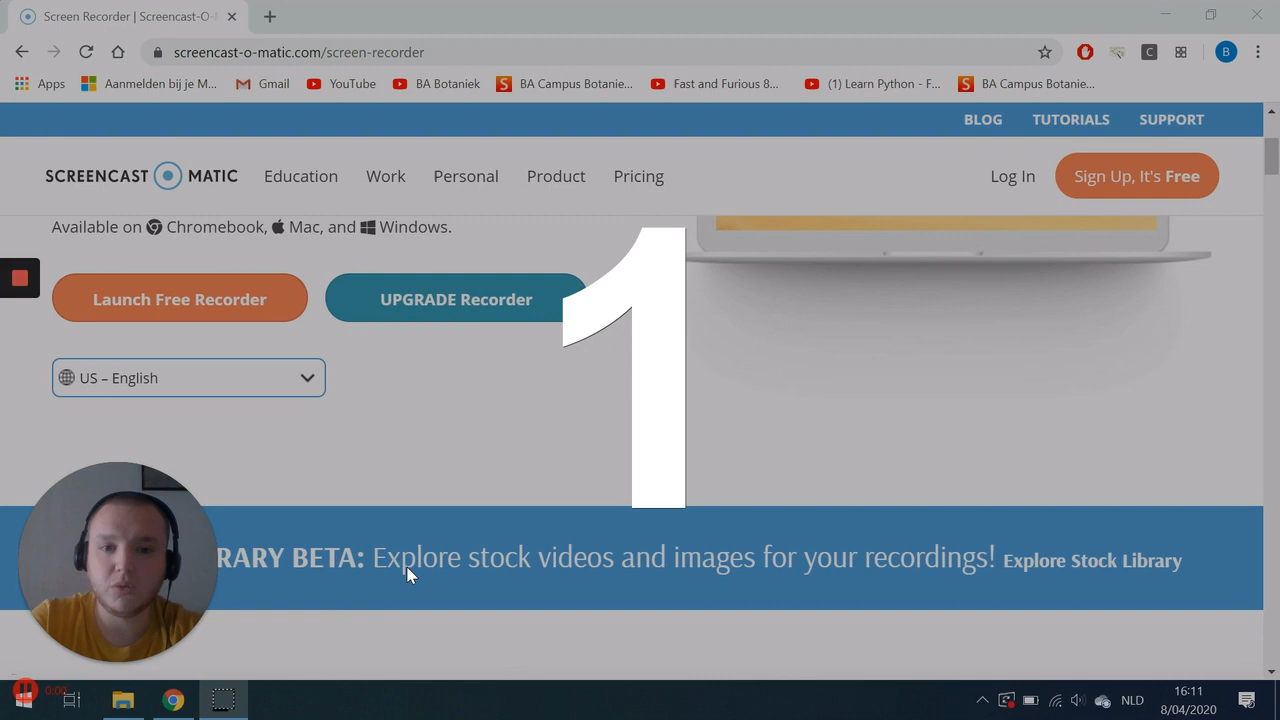 Screen Recorder | Screencast-O-M
screencast-o-matic.com/screen-recorder
B
Apps Aanmelden bij je M... Gmail YouTube BA Botaniek BA Campus Botanie... Fast and Furious 8... (1) Learn Python - F... BA Campus Botanie...
BLOG TUTORIALS SUPPORT
SCREENCAST MATIC Education Work Personal Product Pricing Log In Sign Up, It's Free
Available on Chromebook, Mac, and Windows.
Launch Free Recorder UPGRADE Recorder
1
US – English
BRARY BETA: Explore stock videos and images for your recordings! Explore Stock Library
0:00
NLD
16:11
8/04/2020